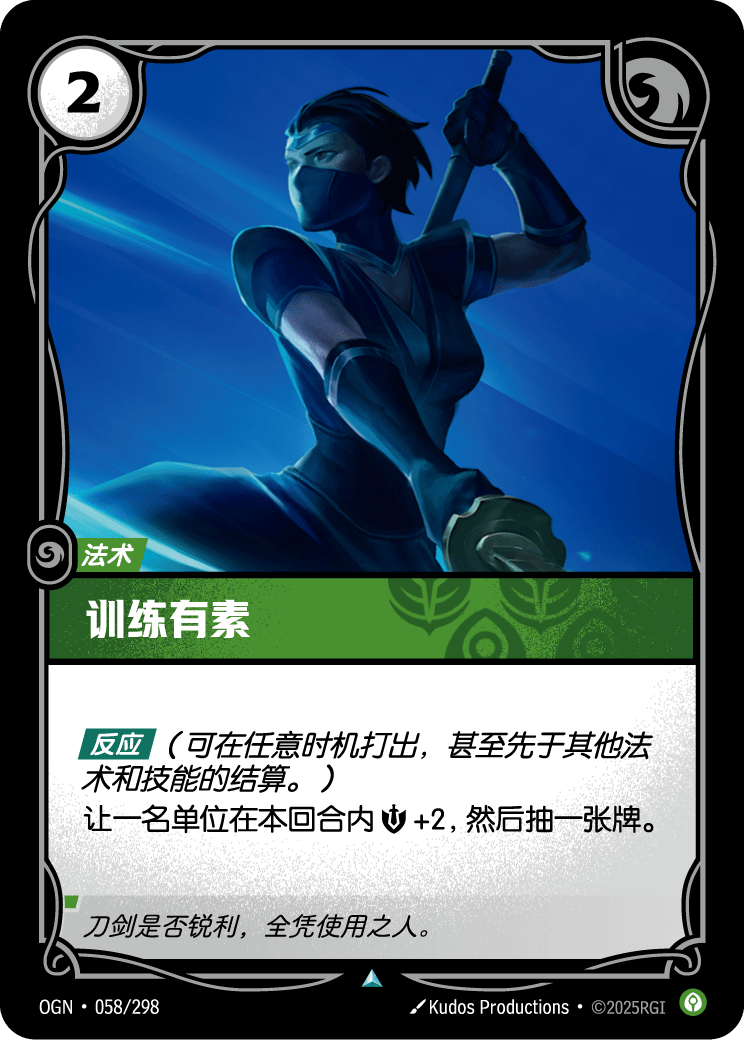 2
法术
训练有素
反应（可在任意时机打出，甚至先于其他法
术和技能的结算。）
让一名单位在本回合内 +2，然后抽一张牌。
刀剑是否锐利，全凭使用之人。
OGN • 058/298
Kudos Productions • ©2025RGI